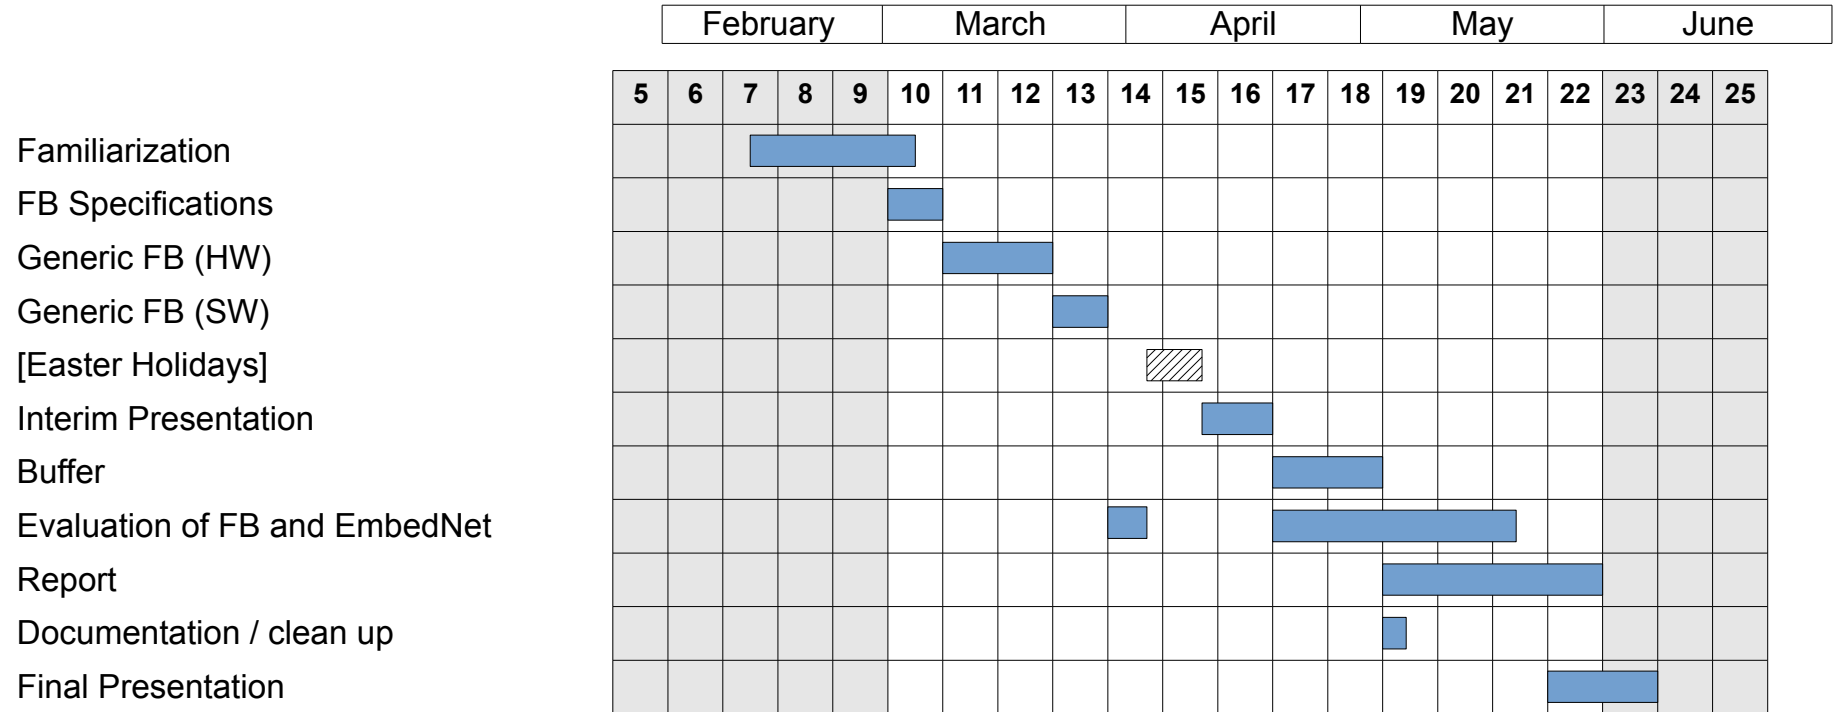 February March April May June
5 6 7 8 9 10 11 12 13 14 15 16 17 18 19 20 21 22 23 24 25
Familiarization
FB Specifications
Generic FB (HW)
Generic FB (SW)
[Easter Holidays]
Interim Presentation
Buffer
Evaluation of FB and EmbedNet
Report
Documentation / clean up
Final Presentation